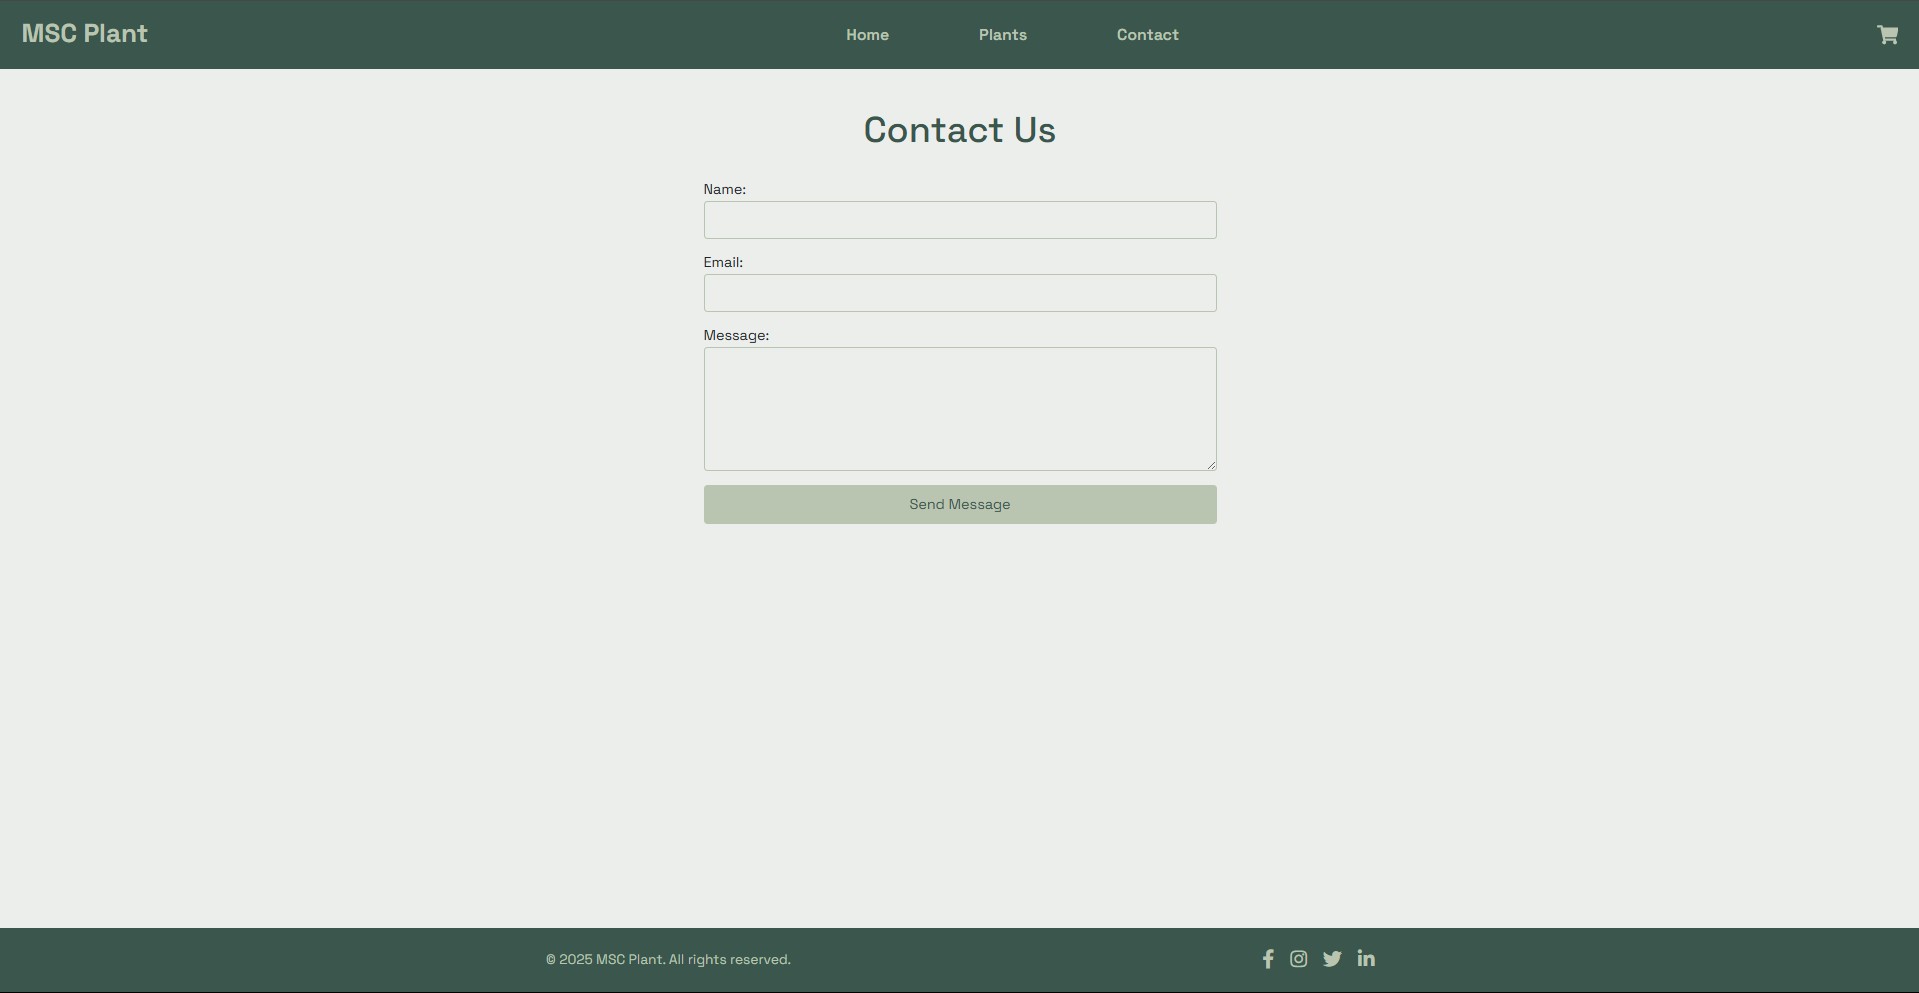 MSC Plant
Home
Plants
Contact
Contact Us
Name:
Email:
Message:
Send Message
© 2025 MSC Plant. All rights reserved.